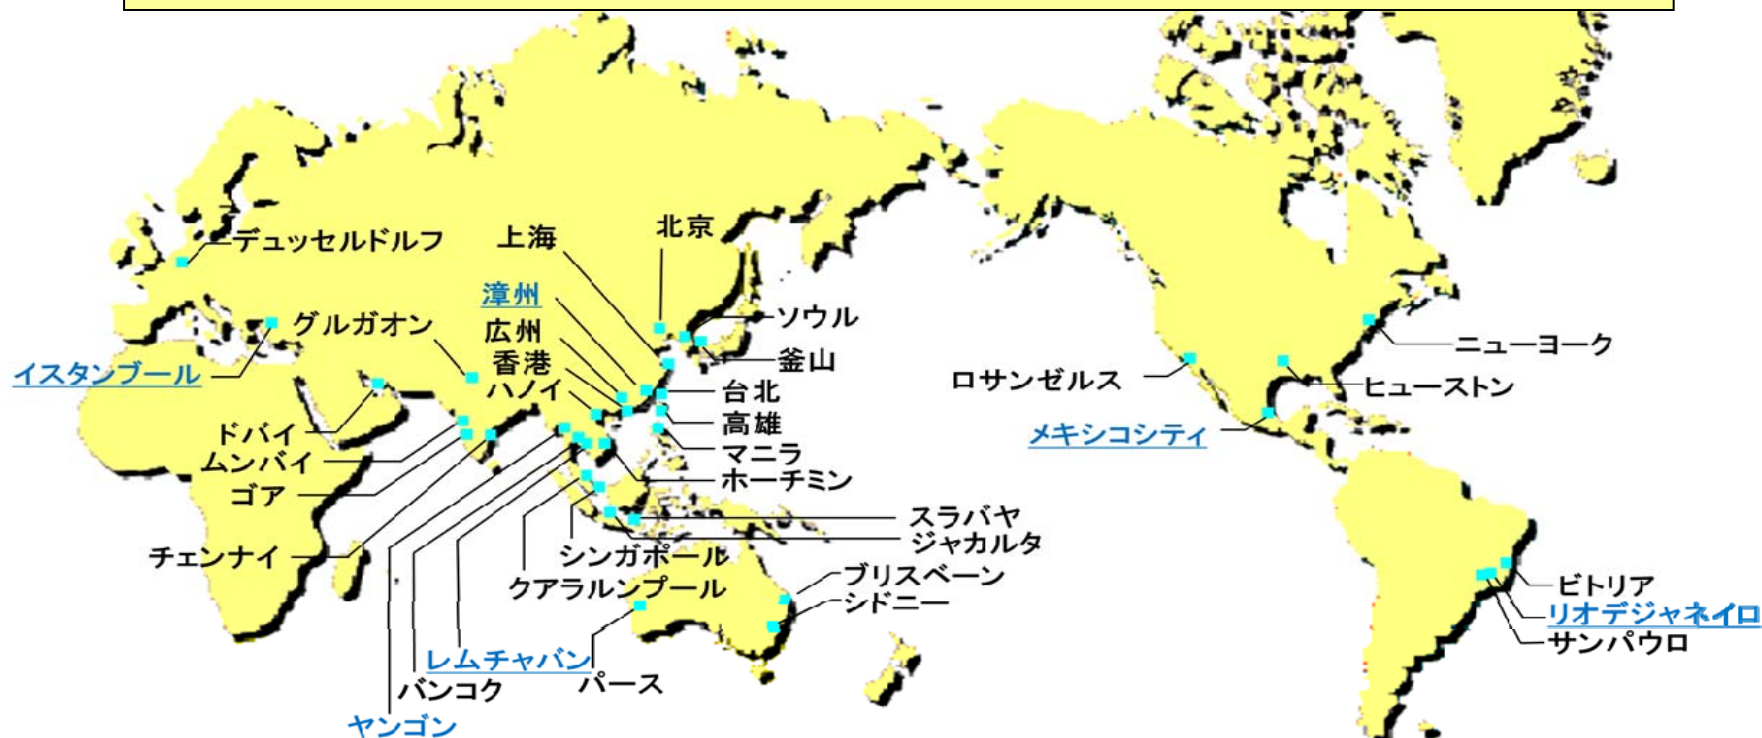 デュッセルドルフ
上海
北京
漳州
グルガオン
広州
ソウル
香港
釜山
ニューヨーク
イスタンブール
ハノイ
台北
ロサンゼルス
ヒューストン
高雄
ドバイ
メキシコシティ
マニラ
ムンバイ
ホーチミン
ゴア
スラバヤ
ジャカルタ
チェンナイ
シンガポール
クアラルンプール
ブリスベーン
シドニー
ビトリア
リオデジャネイロ
サンパウロ
レムチャバン
パース
バンコク
ヤンゴン